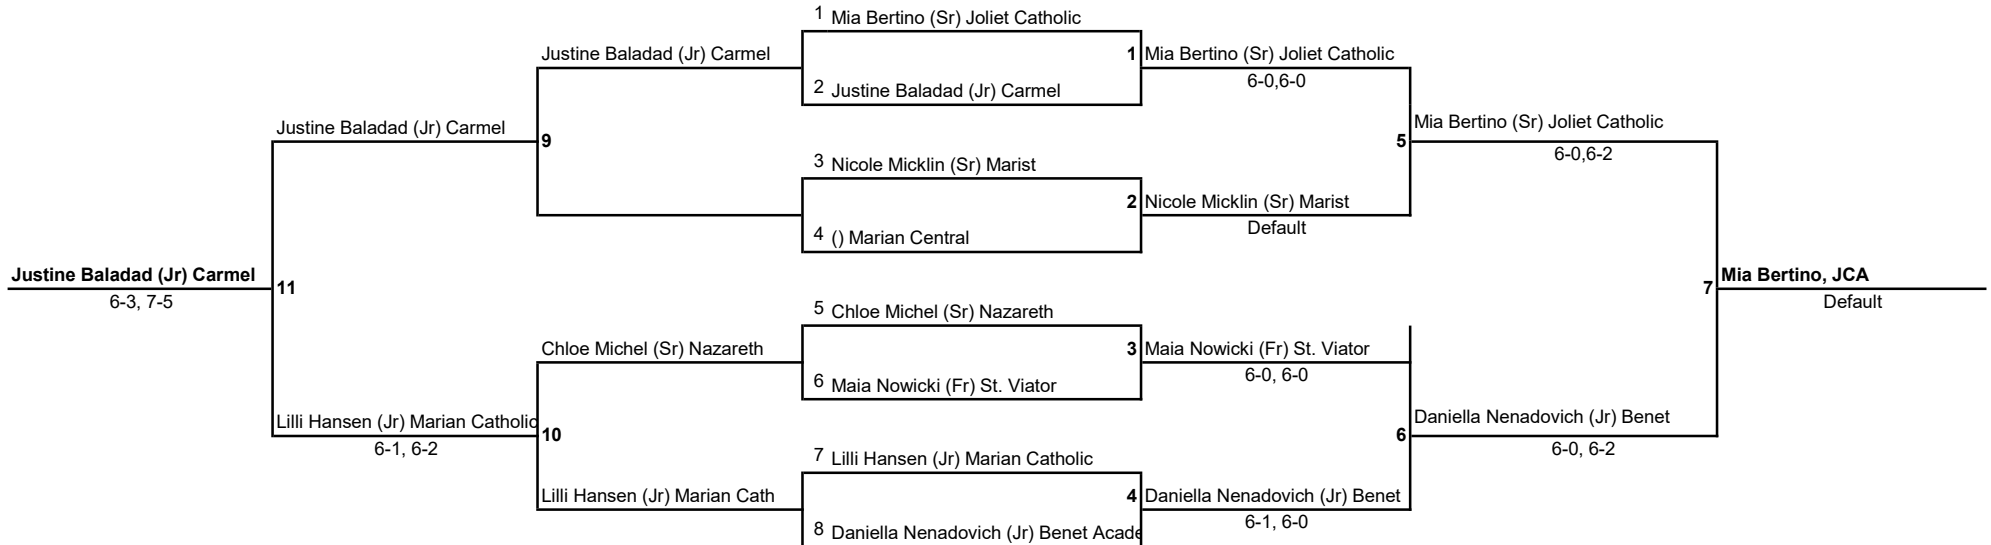 1 Mia Bertino (Sr) Joliet Catholic
Justine Baladad (Jr) Carmel
1 Mia Bertino (Sr) Joliet Catholic
6-0,6-0
2 Justine Baladad (Jr) Carmel
Justine Baladad (Jr) Carmel
Mia Bertino (Sr) Joliet Catholic
9
5
6-0,6-2
3 Nicole Micklin (Sr) Marist
2 Nicole Micklin (Sr) Marist
Default
4 () Marian Central
Justine Baladad (Jr) Carmel
6-3, 7-5
11
7 Mia Bertino, JCA
Default
5 Chloe Michel (Sr) Nazareth
Chloe Michel (Sr) Nazareth
3 Maia Nowicki (Fr) St. Viator
6-0, 6-0
6 Maia Nowicki (Fr) St. Viator
Lilli Hansen (Jr) Marian Catholic
6-1, 6-2
10
6
Daniella Nenadovich (Jr) Benet
6-0, 6-2
7 Lilli Hansen (Jr) Marian Catholic
Lilli Hansen (Jr) Marian Cath
4 Daniella Nenadovich (Jr) Benet
6-1, 6-0
8 Daniella Nenadovich (Jr) Benet Acade